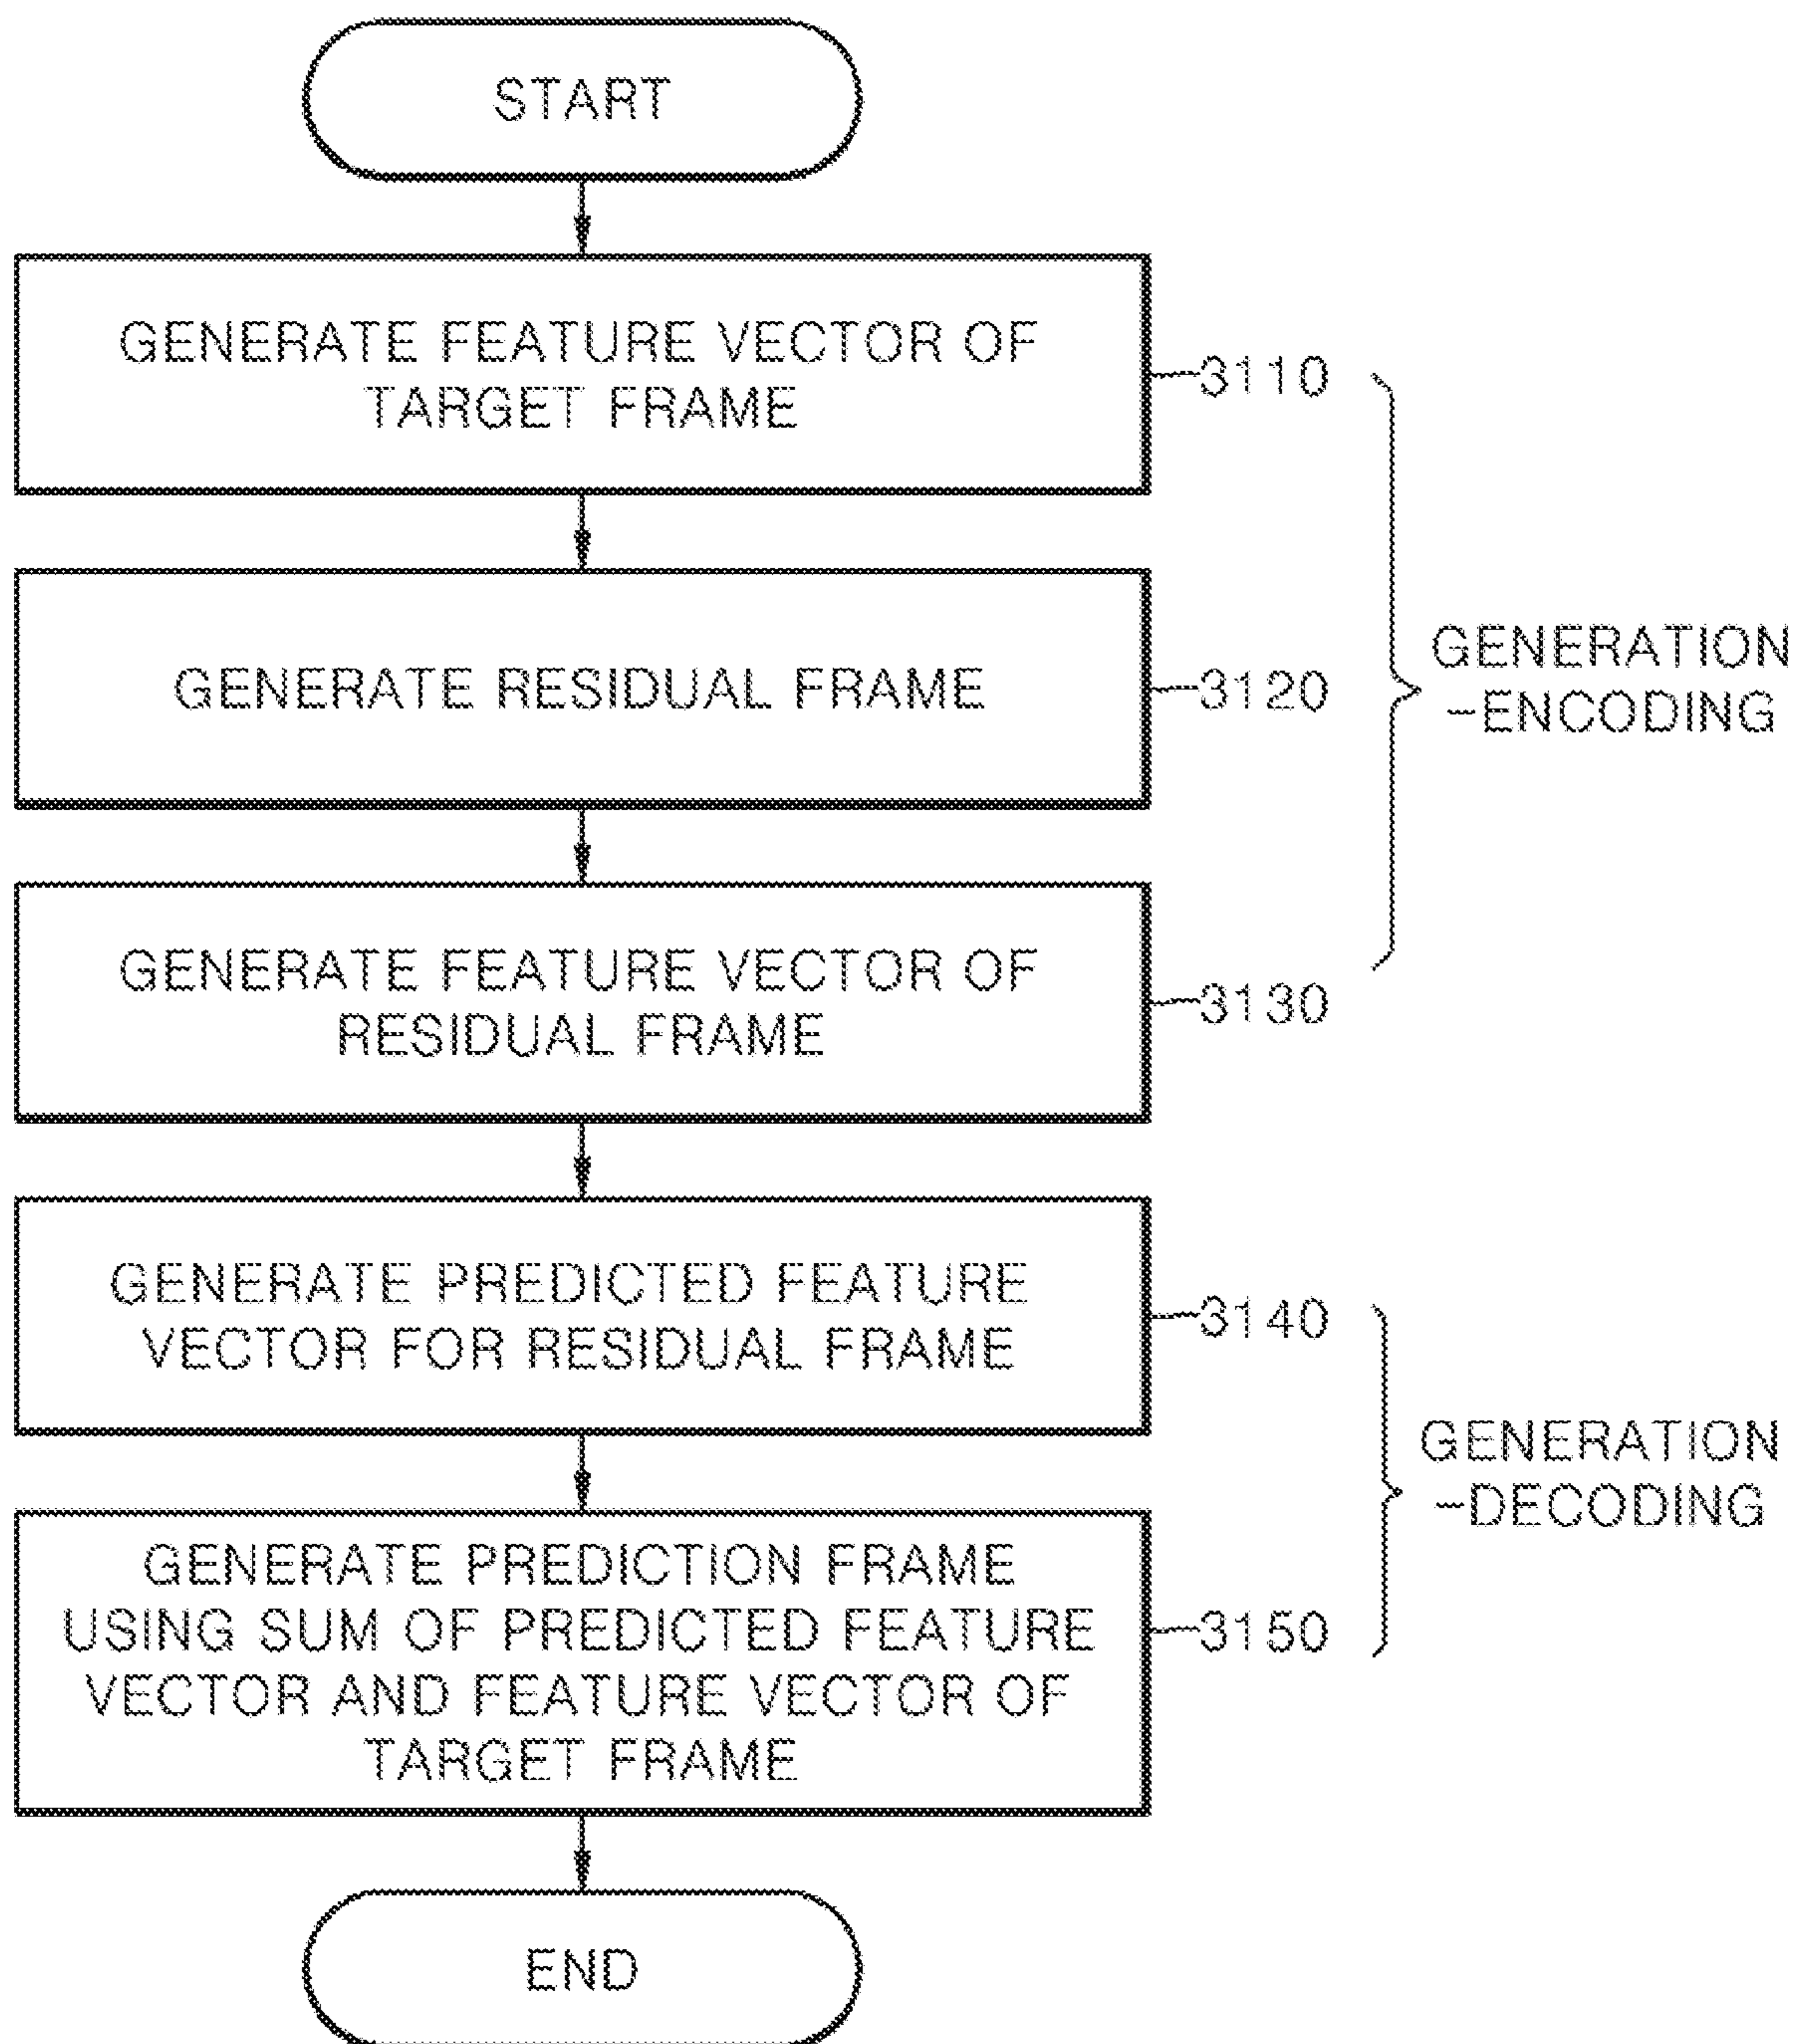 START
GENERATE FEATURE VECTOR OF
TARGET FRAME
3110
GENERATE RESIDUAL FRAME
3120
GENERATION
-ENCODING
GENERATE FEATURE VECTOR OF
RESIDUAL FRAME
3130
GENERATE PREDICTED FEATURE
VECTOR FOR RESIDUAL FRAME
3140
GENERATION
-DECODING
GENERATE PREDICTION FRAME
USING SUM OF PREDICTED FEATURE
VECTOR AND FEATURE VECTOR OF
TARGET FRAME
3150
END